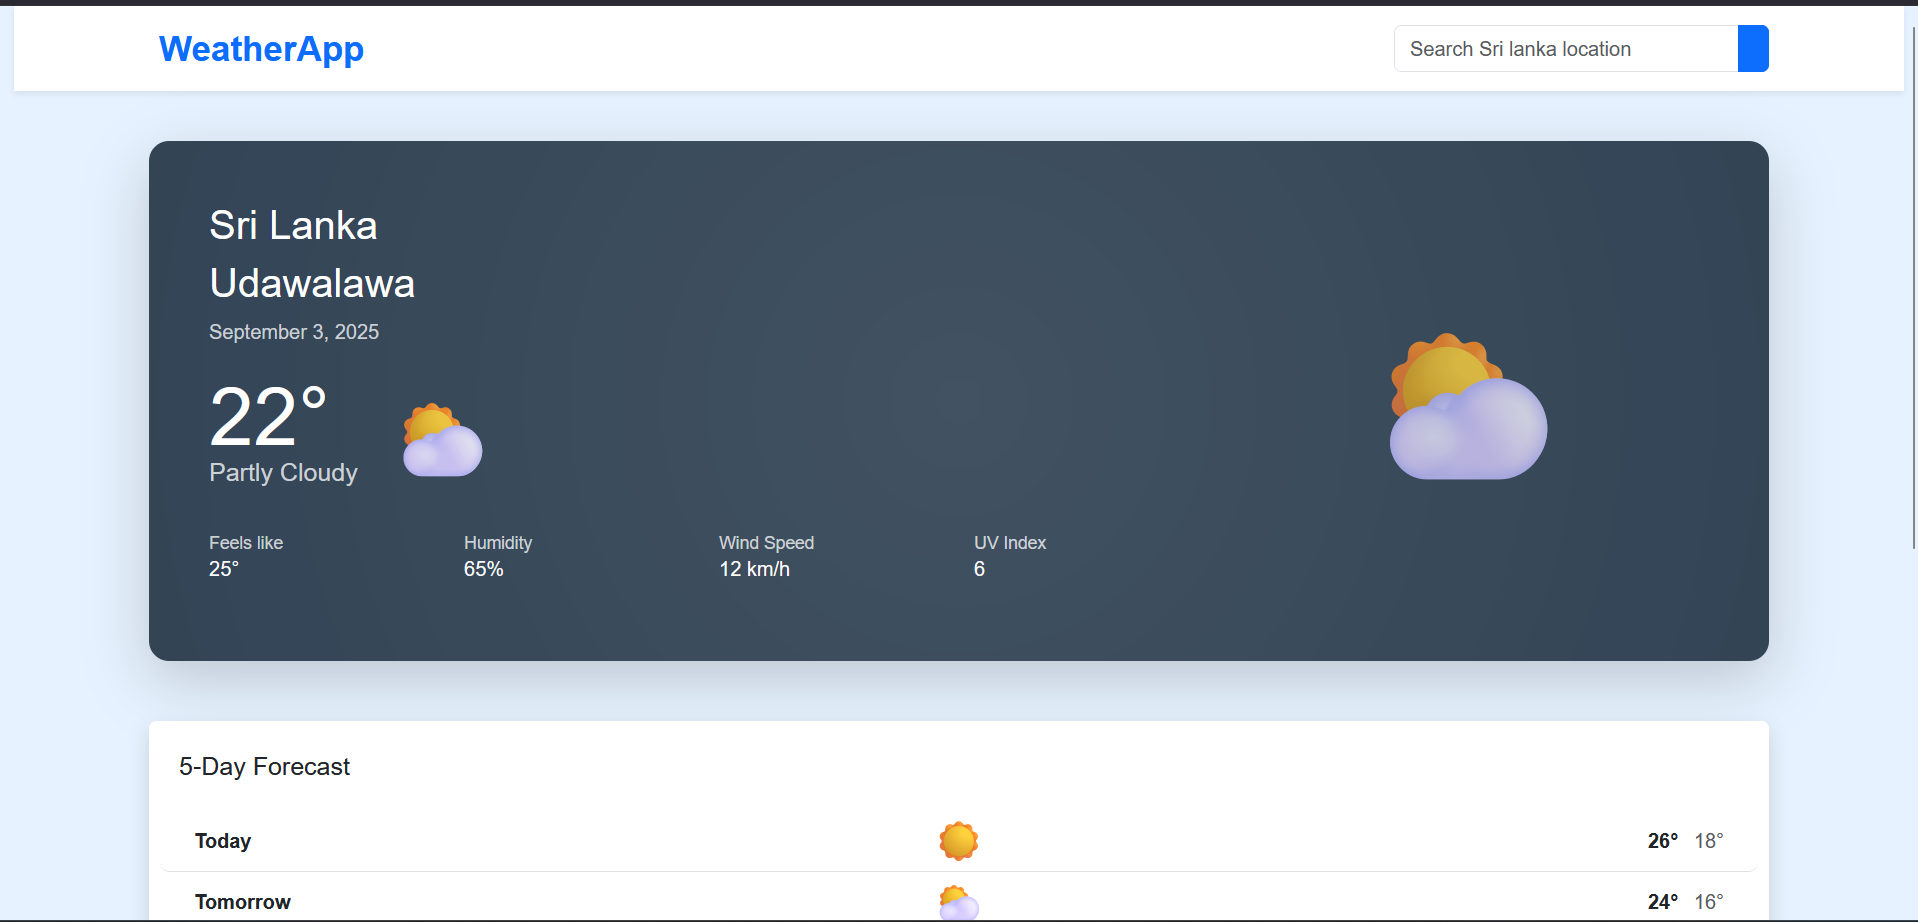 WeatherApp
Search Sri lanka location
Sri Lanka
Udawalawa
September 3, 2025
22°
Partly Cloudy
Feels like
25°
Humidity
65%
Wind Speed
12 km/h
UV Index
6
5-Day Forecast
Today 26° 18°
Tomorrow 24° 16°